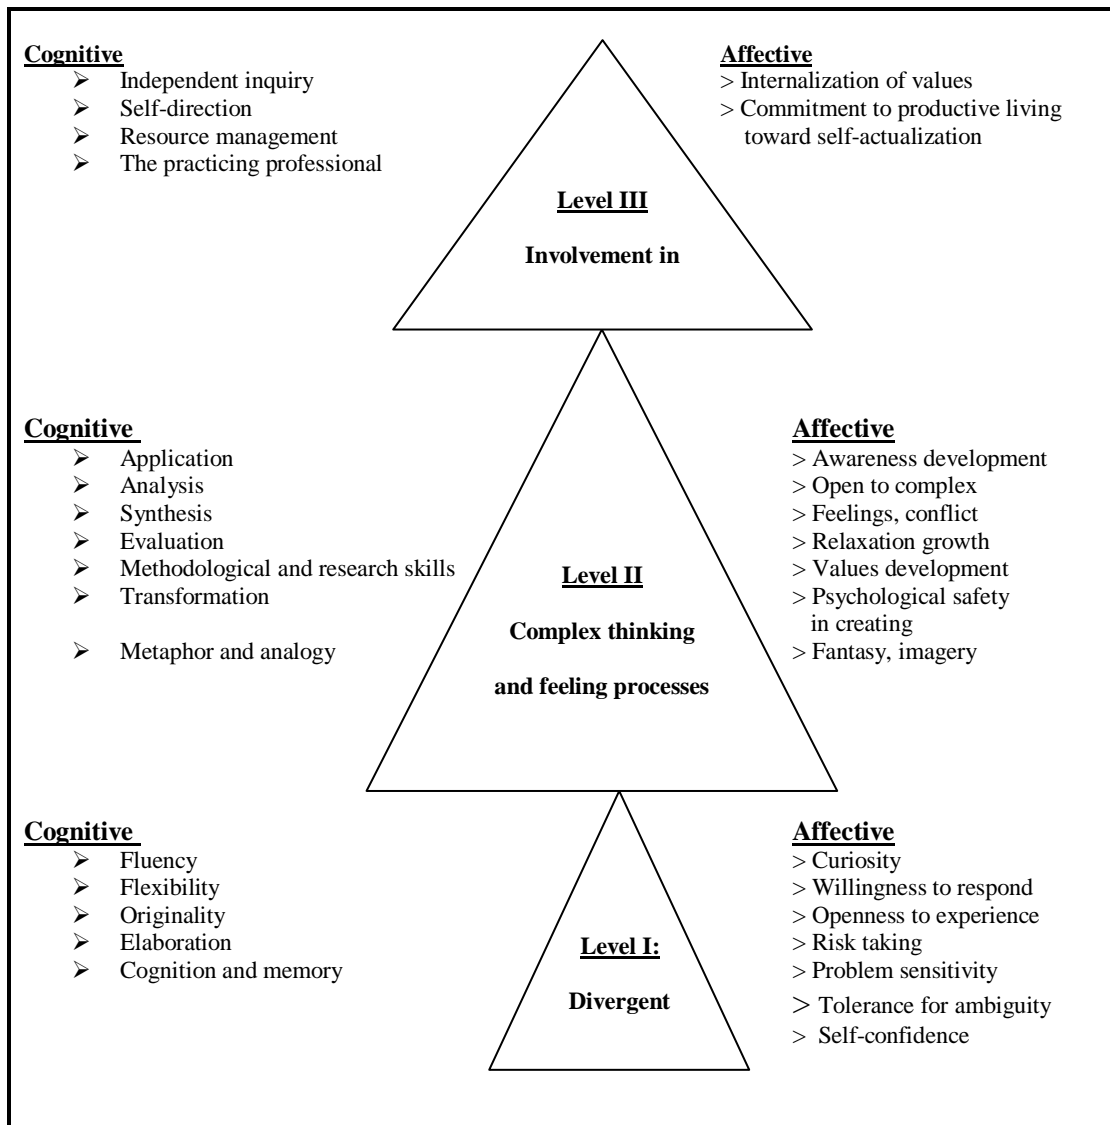 Cognitive
➢ Independent inquiry
➢ Self-direction
➢ Resource management
➢ The practicing professional
Affective
> Internalization of values
> Commitment to productive living
toward self-actualization
Level III
Involvement in
Cognitive
➢ Application
➢ Analysis
➢ Synthesis
➢ Evaluation
➢ Methodological and research skills
➢ Transformation
➢ Metaphor and analogy
Level II
Complex thinking
and feeling processes
Affective
> Awareness development
> Open to complex
> Feelings, conflict
> Relaxation growth
> Values development
> Psychological safety
in creating
> Fantasy, imagery
Cognitive
➢ Fluency
➢ Flexibility
➢ Originality
➢ Elaboration
➢ Cognition and memory
Level I:
Divergent
Affective
> Curiosity
> Willingness to respond
> Openness to experience
> Risk taking
> Problem sensitivity
> Tolerance for ambiguity
> Self-confidence